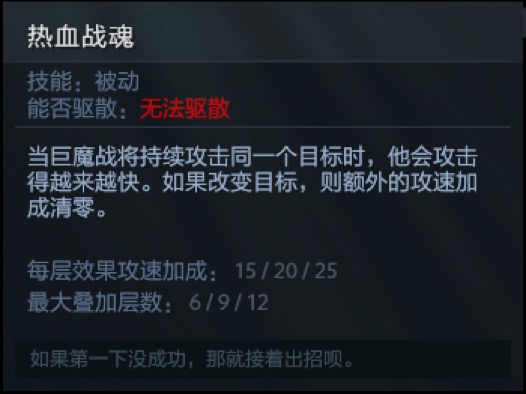 热血战魂
技能：被动
能否驱散：无法驱散
当巨魔战将持续攻击同一个目标时，他会攻击
得越来越快。如果改变目标，则额外的攻速加
成清零。
每层效果攻速加成：15 / 20 / 25
最大叠加层数：6 / 9 / 12
如果第一下没成功，那就接着出招呗。